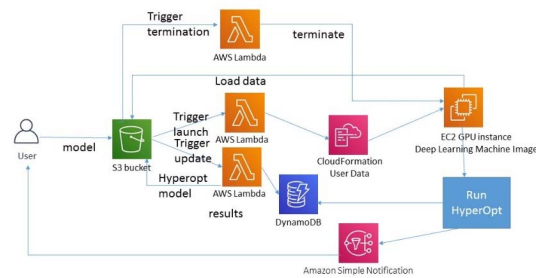 Trigger
termination
AWS Lambda
terminate
Load data
Trigger
launch
AWS Lambda
EC2 GPU instance
Deep Learning Machine Image
User
model
S3 bucket
Trigger
update
CloudFormation
User Data
Hyperopt
model
AWS Lambda
results
DynamoDB
Run
HyperOpt
Amazon Simple Notification